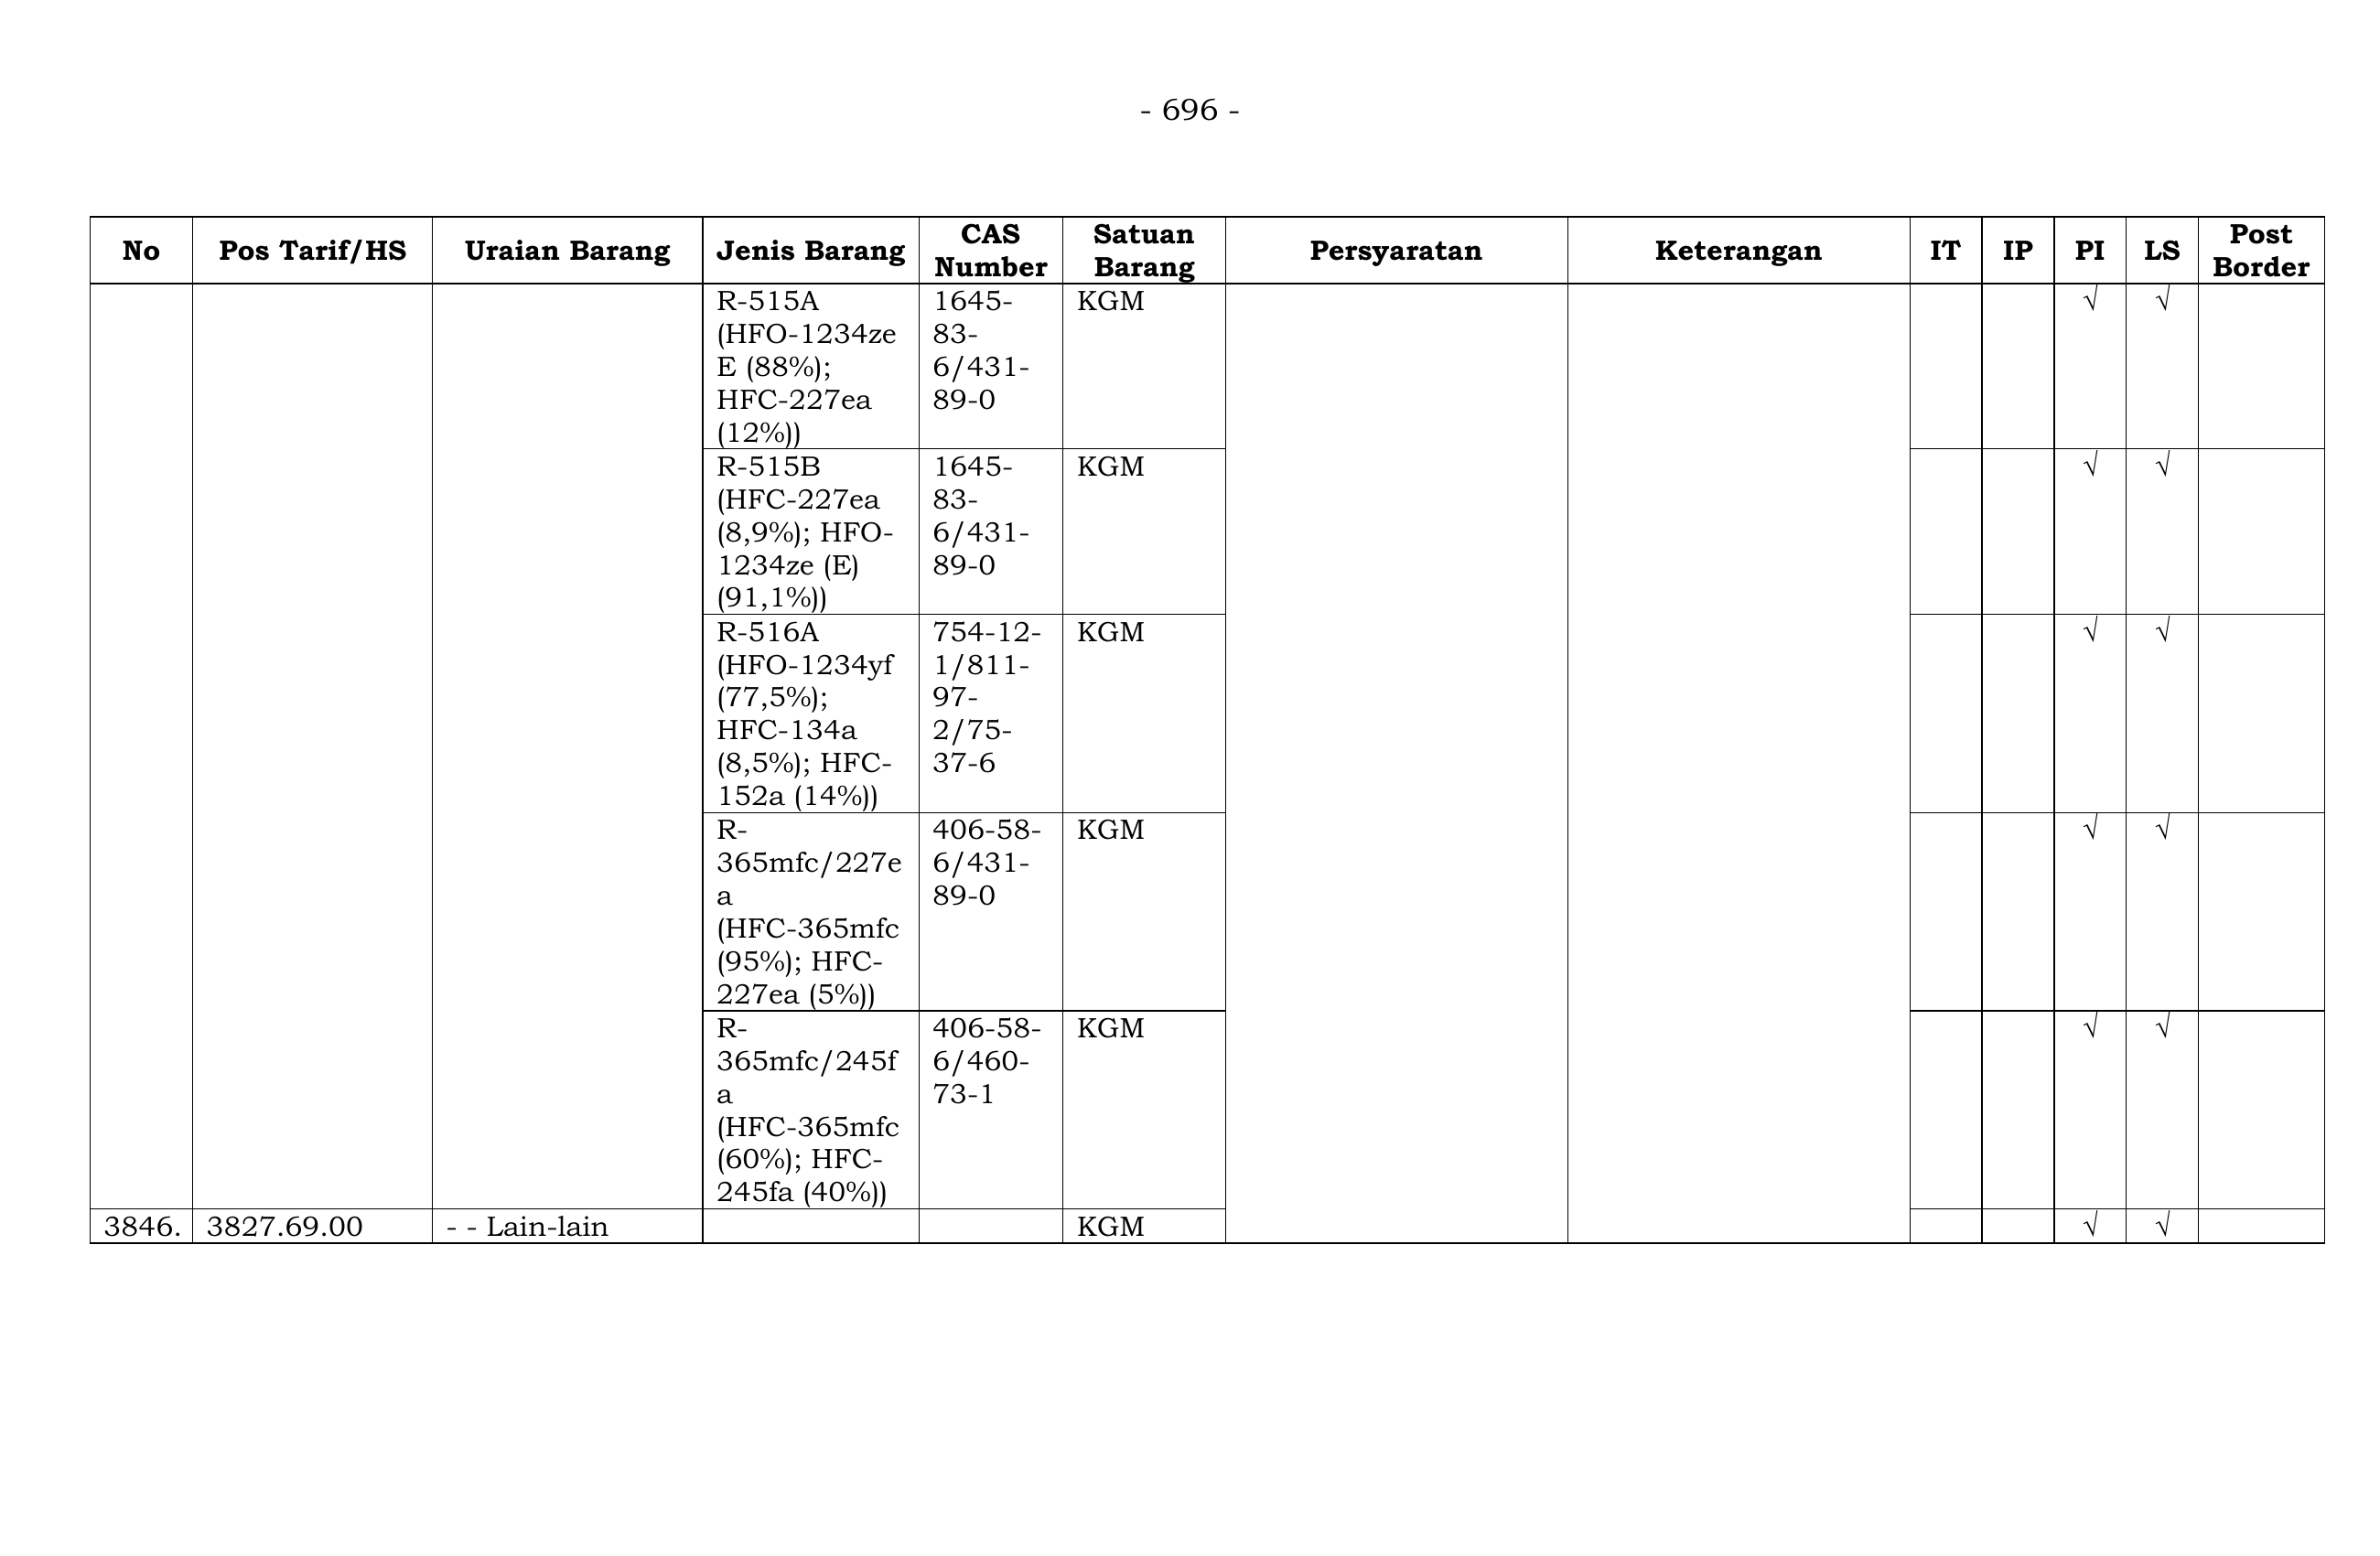 - 696 -
No Pos Tarif/HS Uraian Barang Jenis Barang CAS Number Satuan Barang Persyaratan Keterangan IT IP PI LS Post Border
R-515A 1645- KGM √ √
(HFO-1234ze 83-
E (88%); 6/431-
HFC-227ea 89-0
(12%))
R-515B 1645- KGM √ √
(HFC-227ea 83-
(8,9%); HFO- 6/431-
1234ze (E) 89-0
(91,1%))
R-516A 754-12- KGM √ √
(HFO-1234yf 1/811-
(77,5%); 97-
HFC-134a 2/75-
(8,5%); HFC- 37-6
152a (14%))
R- 406-58- KGM √ √
365mfc/227e 6/431-
a 89-0
(HFC-365mfc
(95%); HFC-
227ea (5%))
R- 406-58- KGM √ √
365mfc/245f 6/460-
a 73-1
(HFC-365mfc
(60%); HFC-
245fa (40%))
3846. 3827.69.00 - - Lain-lain KGM √ √